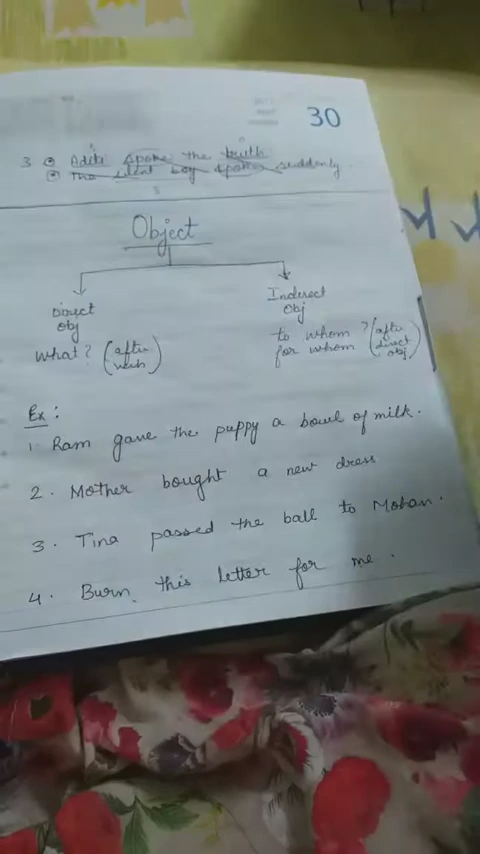 30
3 ⊙ Aditi spoke the truth
⊙ The silent boy spoke suddenly.
Object
Direct obj
Indirect obj
what? (after verb)
to whom ? for whom (after direct obj)
Ex :
1. Ram gave the puppy a bowl of milk.
2. Mother bought a new dress
3. Tina passed the ball to Mohan.
4. Burn this letter for me.